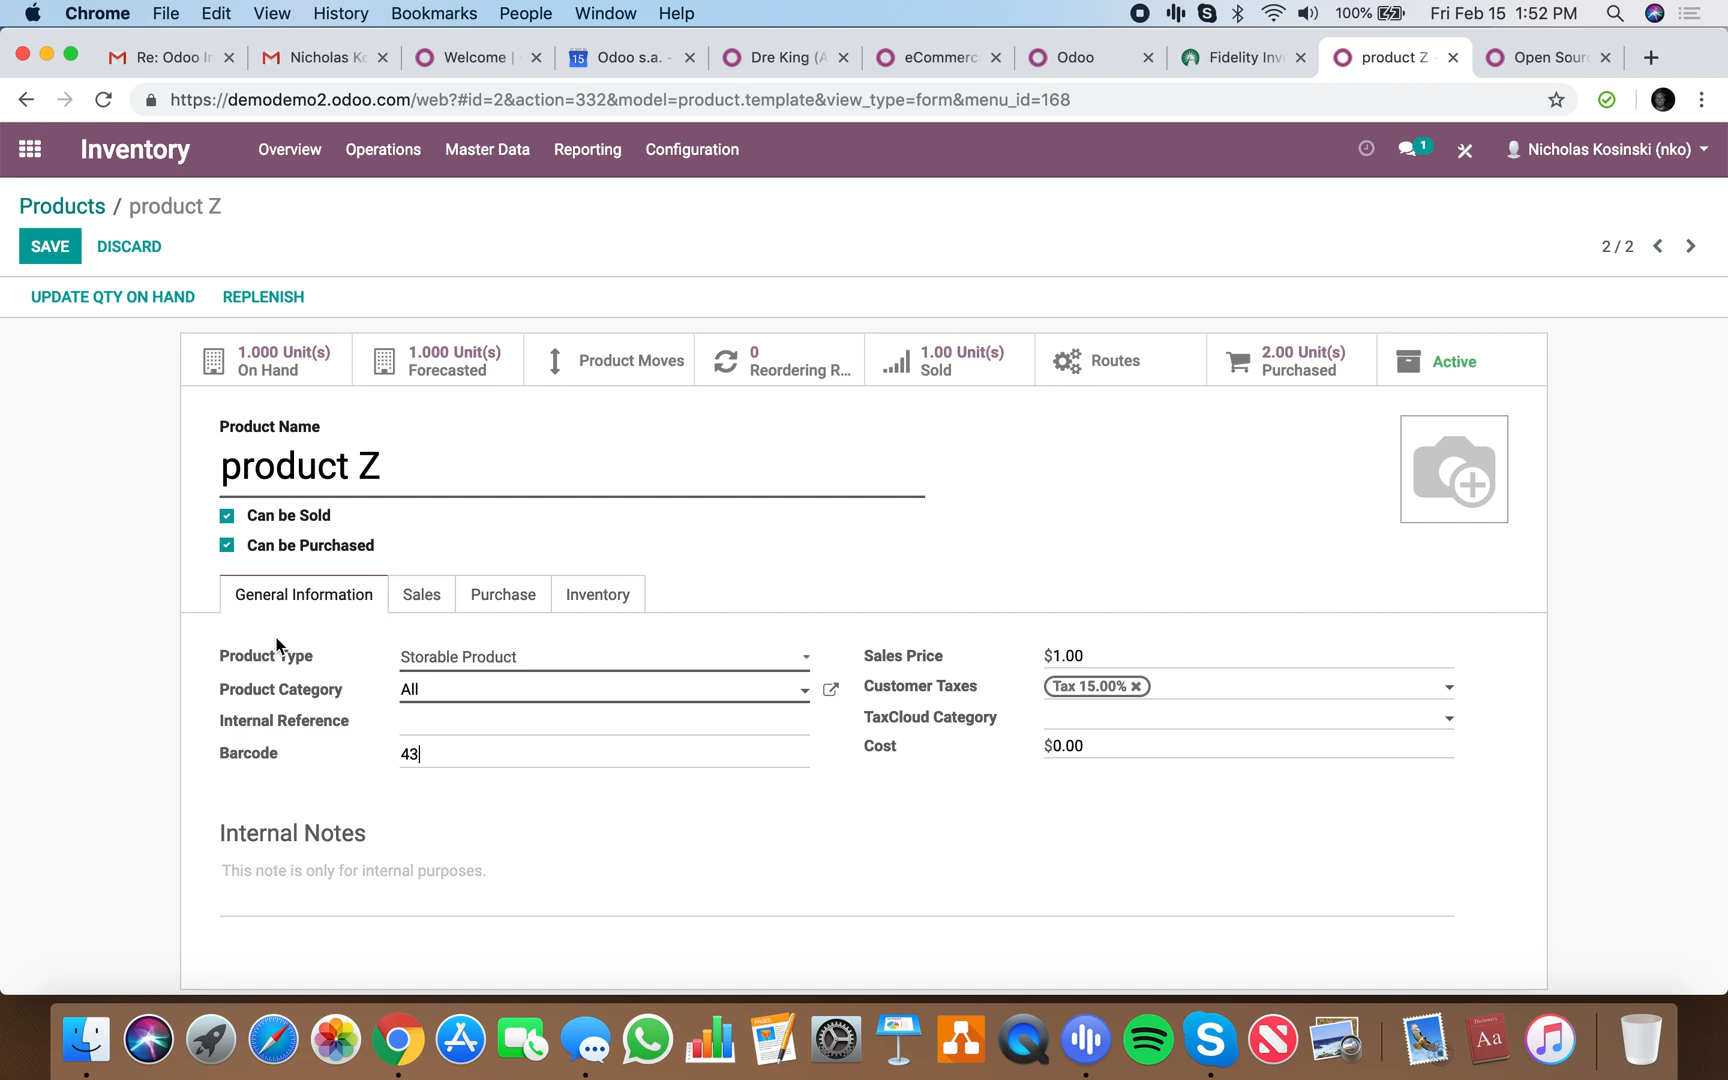 Chrome File Edit View History Bookmarks People Window Help 100% Fri Feb 15 1:52 PM
Re: Odoo In Nicholas Ko Welcome | 15 Odoo s.a. - Dre King (A eCommerc Odoo Fidelity Inve product Z - Open Sour
https://demodemo2.odoo.com/web?#id=2&action=332&model=product.template&view_type=form&menu_id=168
Inventory Overview Operations Master Data Reporting Configuration 1 Nicholas Kosinski (nko)
Products / product Z
SAVE DISCARD 2 / 2
UPDATE QTY ON HAND REPLENISH
1.000 Unit(s) 1.000 Unit(s) Product Moves 0 1.00 Unit(s) Routes 2.00 Unit(s) Active
On Hand Forecasted Reordering R... Sold Purchased
Product Name
product Z
Can be Sold
Can be Purchased
General Information Sales Purchase Inventory
Product Type Storable Product Sales Price $1.00
Product Category All Customer Taxes Tax 15.00%
Internal Reference TaxCloud Category
Barcode 43 Cost $0.00
Internal Notes
This note is only for internal purposes.
Aa